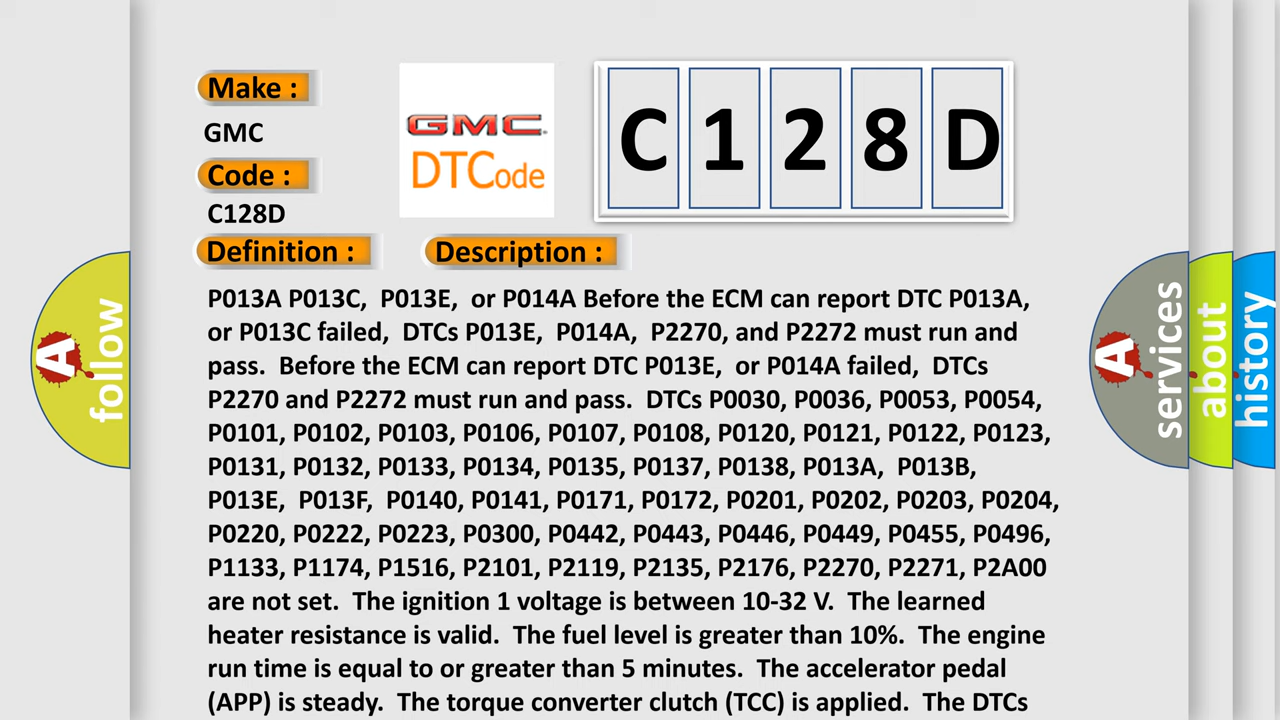 Make :
GMC
Code :
C128D
GMC
DTCode
C128D
Definition :
Description :
P013A P013C, P013E, or P014A Before the ECM can report DTC P013A,
or P013C failed, DTCs P013E, P014A, P2270, and P2272 must run and
pass. Before the ECM can report DTC P013E, or P014A failed, DTCs
P2270 and P2272 must run and pass. DTCs P0030, P0036, P0053, P0054,
P0101, P0102, P0103, P0106, P0107, P0108, P0120, P0121, P0122, P0123,
P0131, P0132, P0133, P0134, P0135, P0137, P0138, P013A, P013B,
P013E, P013F, P0140, P0141, P0171, P0172, P0201, P0202, P0203, P0204,
P0220, P0222, P0223, P0300, P0442, P0443, P0446, P0449, P0455, P0496,
P1133, P1174, P1516, P2101, P2119, P2135, P2176, P2270, P2271, P2A00
are not set. The ignition 1 voltage is between 10-32 V. The learned
heater resistance is valid. The fuel level is greater than 10%. The engine
run time is equal to or greater than 5 minutes. The accelerator pedal
(APP) is steady. The torque converter clutch (TCC) is applied. The DTCs
A follow
A services
about
history